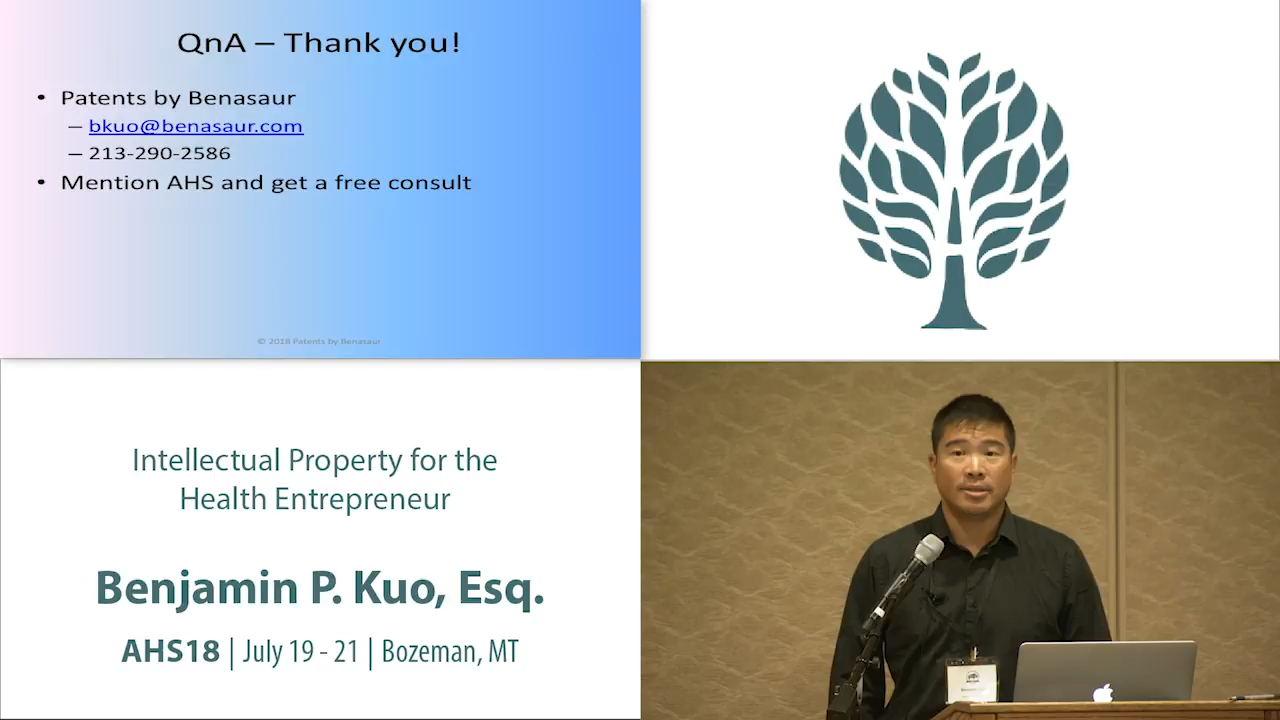 QnA – Thank you!
• Patents by Benasaur
– bkuo@benasaur.com
– 213-290-2586
• Mention AHS and get a free consult
© 2018 Patents by Benasaur
Intellectual Property for the
Health Entrepreneur
Benjamin P. Kuo, Esq.
AHS18 | July 19 - 21 | Bozeman, MT